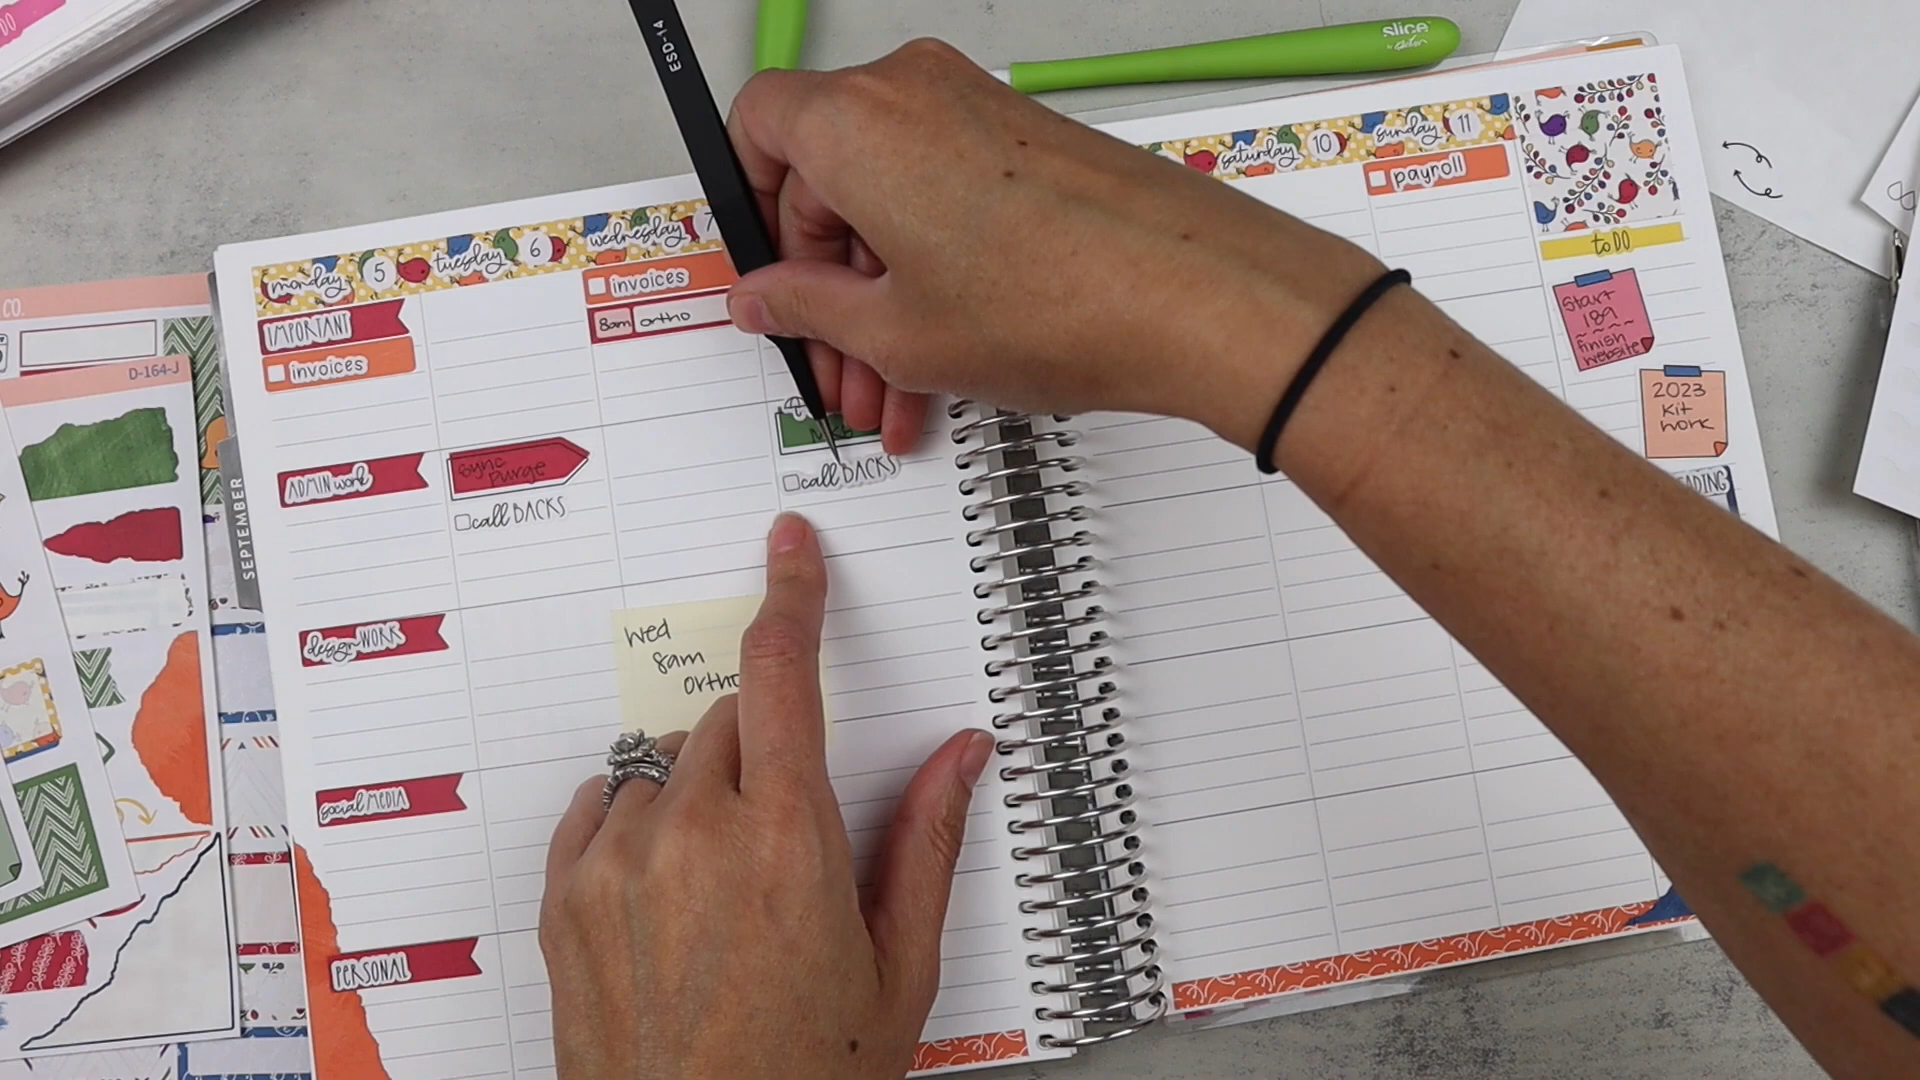 ESD-14
slice
monday 5 tuesday 6 wednesday 7
saturday 10 sunday 11
IMPORTANT
invoices
invoices
8am ortho
payroll
to DO
Start
189
finish
website
2023
Kit
work
CO.
D-164-J
SEPTEMBER
ADMIN work
sync
purge
call BACKS
call BACKS
design WORK
Wed
8am
ortho
social MEDIA
PERSONAL